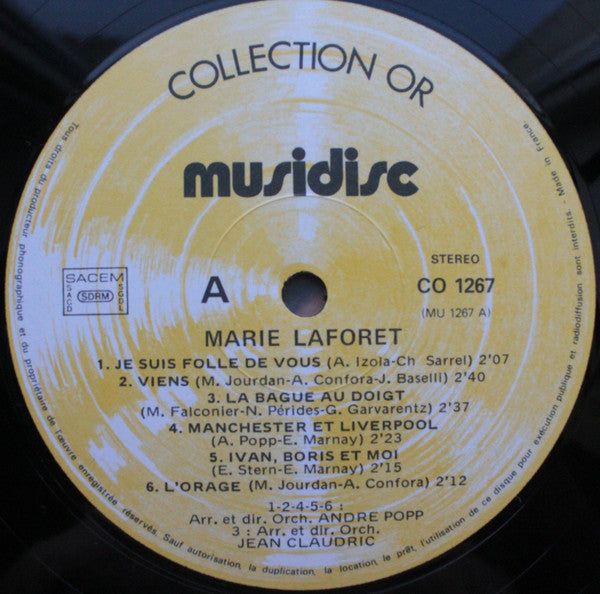 COLLECTION OR
musidisc
STEREO
SACEM
SACD
SDRM
SGDL
A
CO 1267
(MU 1267 A)
MARIE LAFORET
1. JE SUIS FOLLE DE VOUS (A. Izola-Ch Sarrel) 2'07
2. VIENS (M. Jourdan-A. Confora-J. Baselli) 2'40
3. LA BAGUE AU DOIGT
(M. Falconier-N. Pérides-G. Garvarentz) 2'37
4. MANCHESTER ET LIVERPOOL
(A. Popp-E. Marnay) 2'23
5. IVAN, BORIS ET MOI
(E. Stern-E. Marnay) 2'15
6. L'ORAGE (M. Jourdan-A. Confora) 2'12
1-2-4-5-6 :
Arr. et dir. Orch. ANDRE POPP
3 : Arr. et dir. Orch.
JEAN CLAUDRIC
Tous droits du producteur phonographique et du propriétaire de l'œuvre enregistrée réservés. Sauf autorisation, la duplication, la location, le prêt, l'utilisation de ce disque pour exécution publique et radiodiffusion sont interdits. - Made in France.